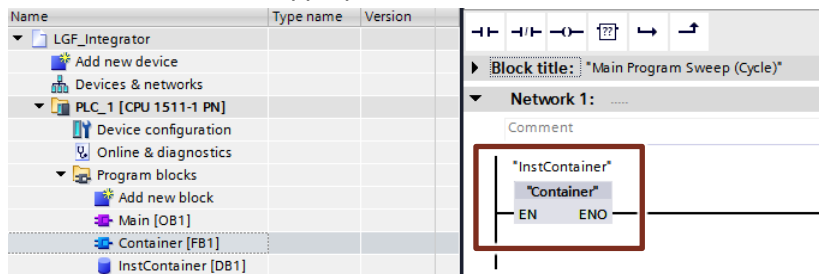 Name Type name Version
LGF_Integrator
Add new device
Devices & networks
PLC_1 [CPU 1511-1 PN]
Device configuration
Online & diagnostics
Program blocks
Add new block
Main [OB1]
Container [FB1]
InstContainer [DB1]
??
Block title: "Main Program Sweep (Cycle)"
Network 1: .....
Comment
"InstContainer"
"Container"
EN ENO